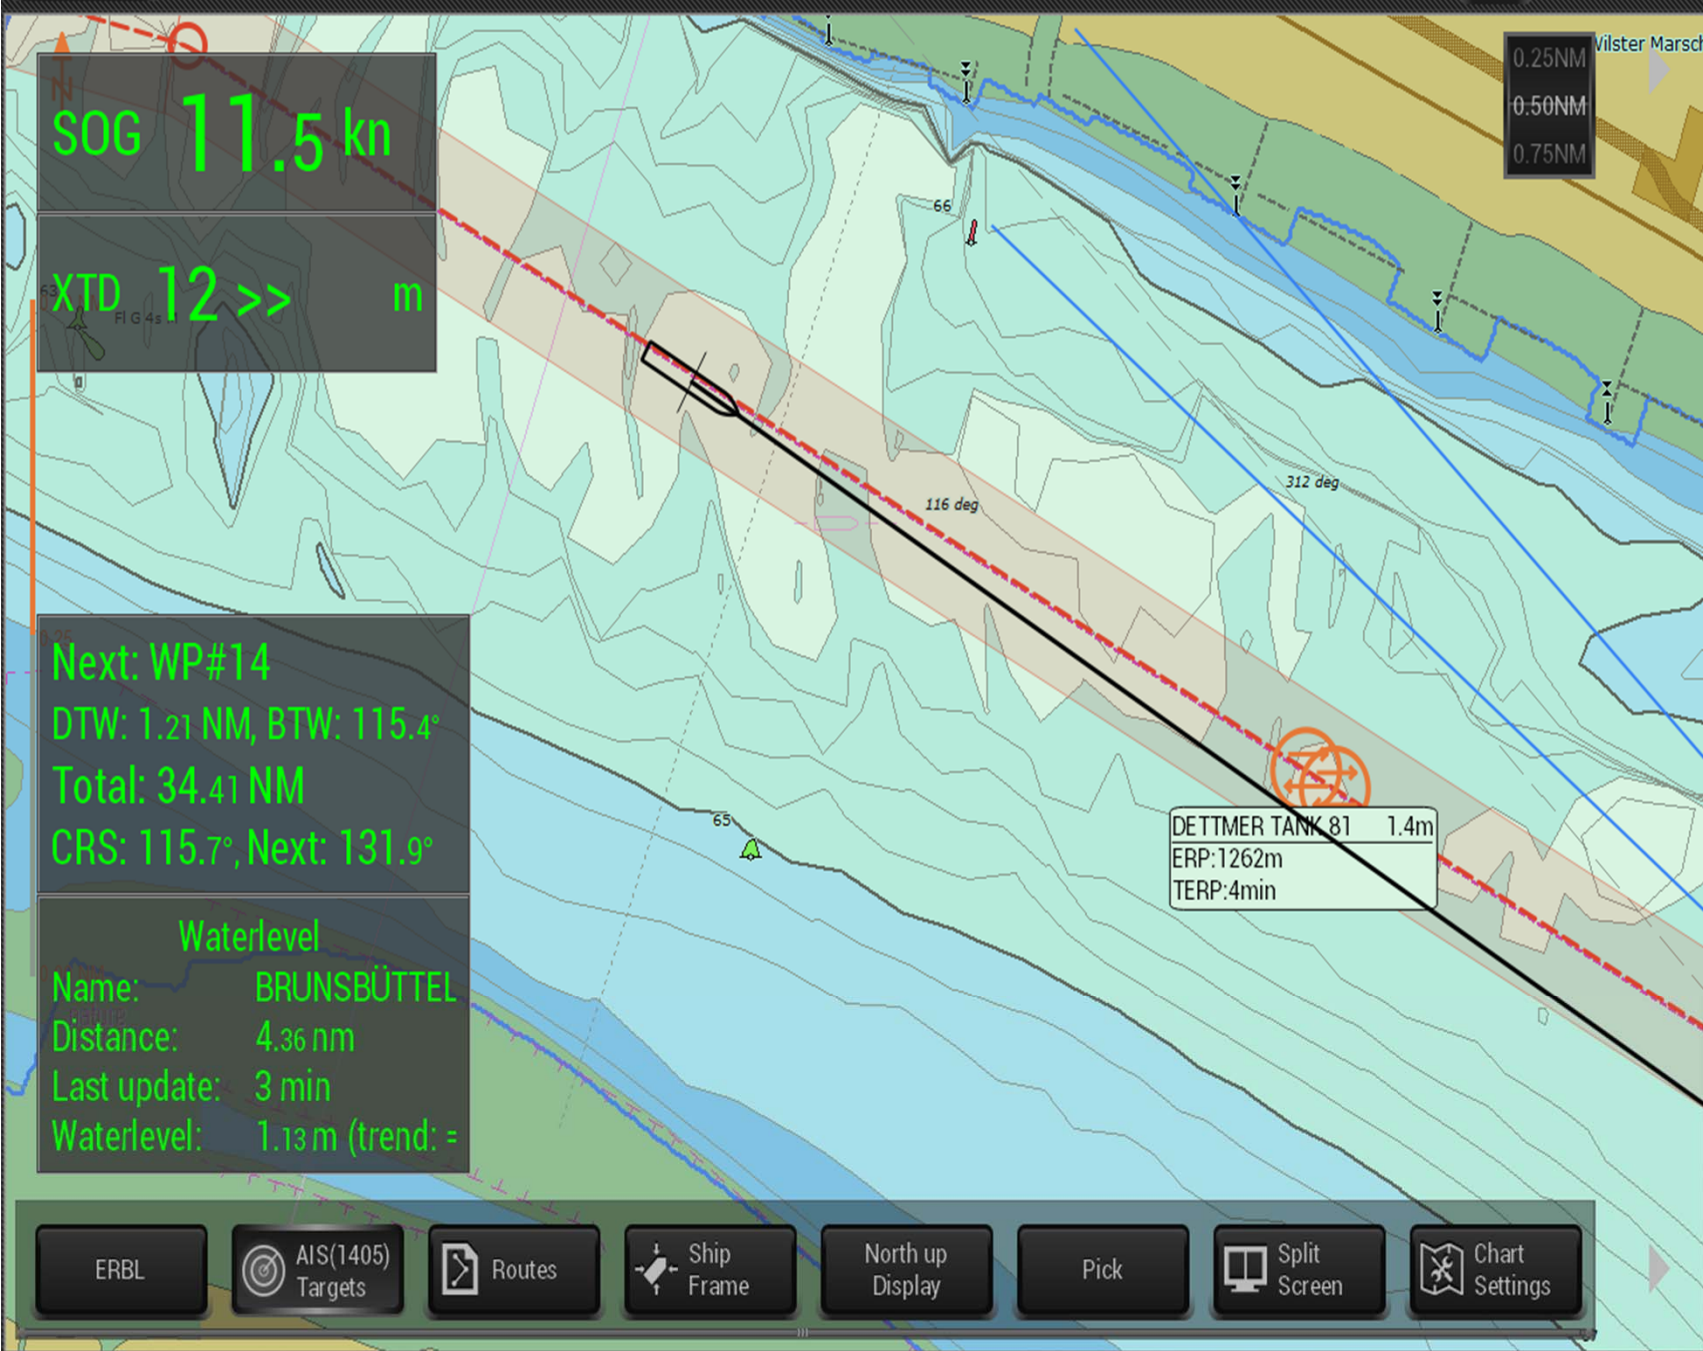 Wilster Marsch
0.25NM
0.50NM
0.75NM
N
SOG 11.5 kn
XTD 12 >> m
63
Fl G 4s
66
312 deg
116 deg
0.25
Next: WP#14
DTW: 1.21 NM, BTW: 115.4°
Total: 34.41 NM
CRS: 115.7°, Next: 131.9°
65
DETTMER TANK 81 1.4m
ERP:1262m
TERP:4min
Waterlevel
Name: BRUNSBÜTTEL
Distance: 4.36 nm
Last update: 3 min
Waterlevel: 1.13 m (trend: =
ERBL
AIS(1405)
Targets
Routes
Ship
Frame
North up
Display
Pick
Split
Screen
Chart
Settings